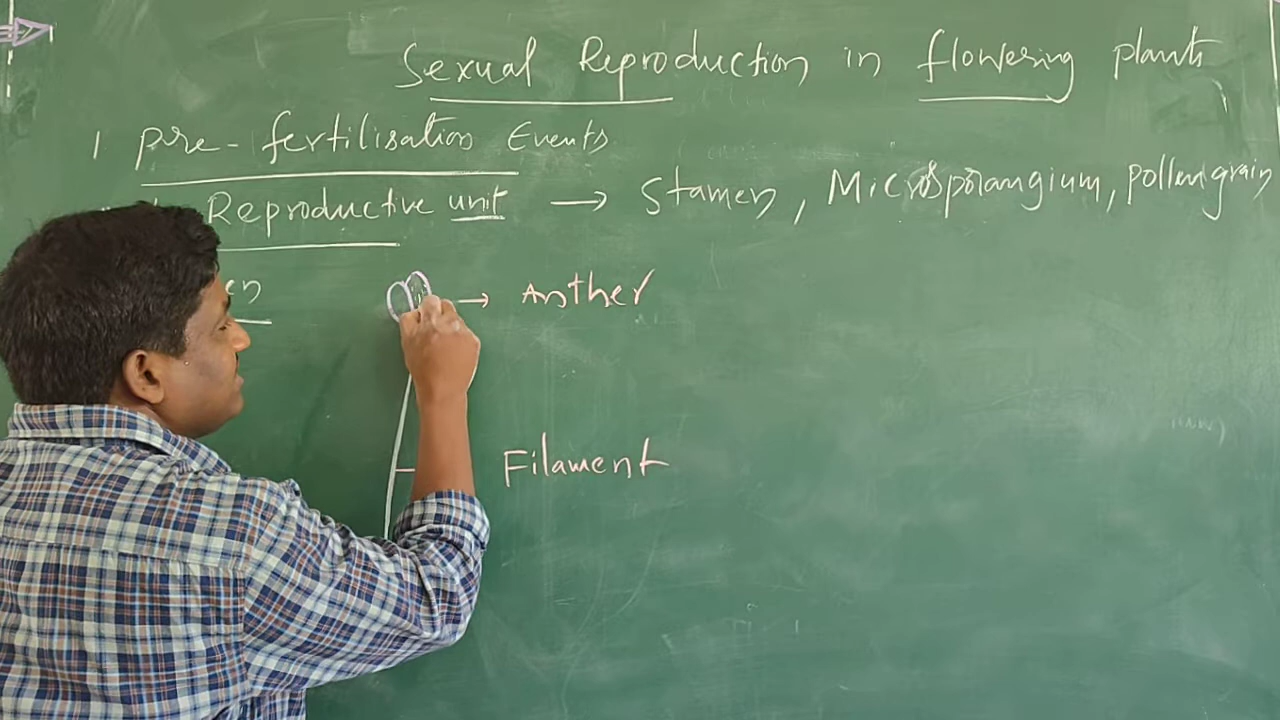 Sexual Reproduction in flowering plants
1 pre-fertilisation Events
Reproductive unit → Stamen, Microsporangium, pollengrain
→ Anther
Filament